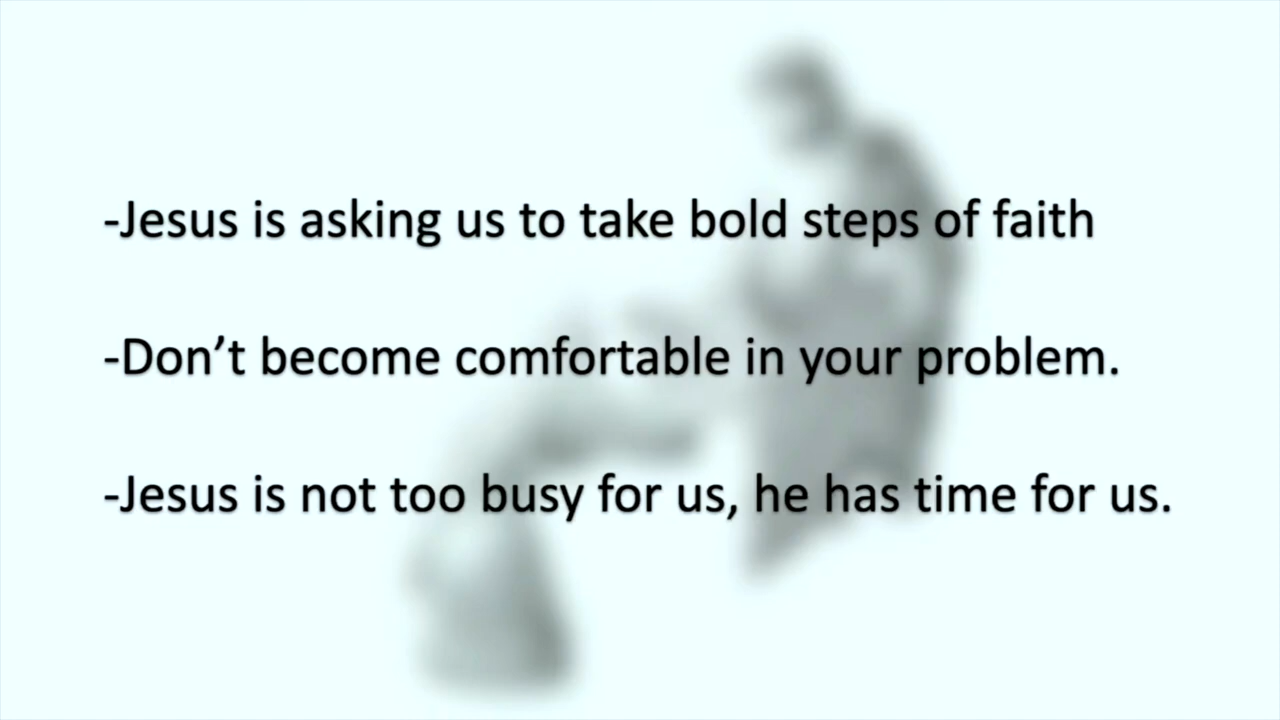 -Jesus is asking us to take bold steps of faith
-Don’t become comfortable in your problem.
-Jesus is not too busy for us, he has time for us.